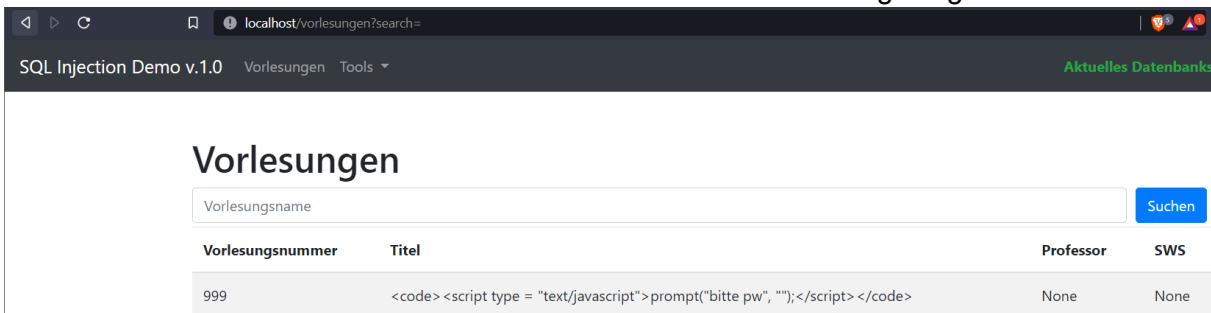 localhost/vorlesungen?search=
SQL Injection Demo v.1.0 Vorlesungen Tools Aktuelles
Vorlesungen
Vorlesungsname Suchen
Vorlesungsnummer Titel Professor SWS
999 <code><script type = "text/javascript">prompt("bitte pw", "");</script></code> None None